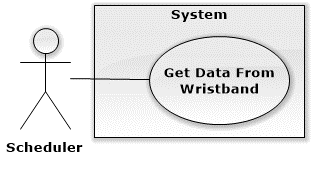 System
Get Data From
Wristband
Scheduler